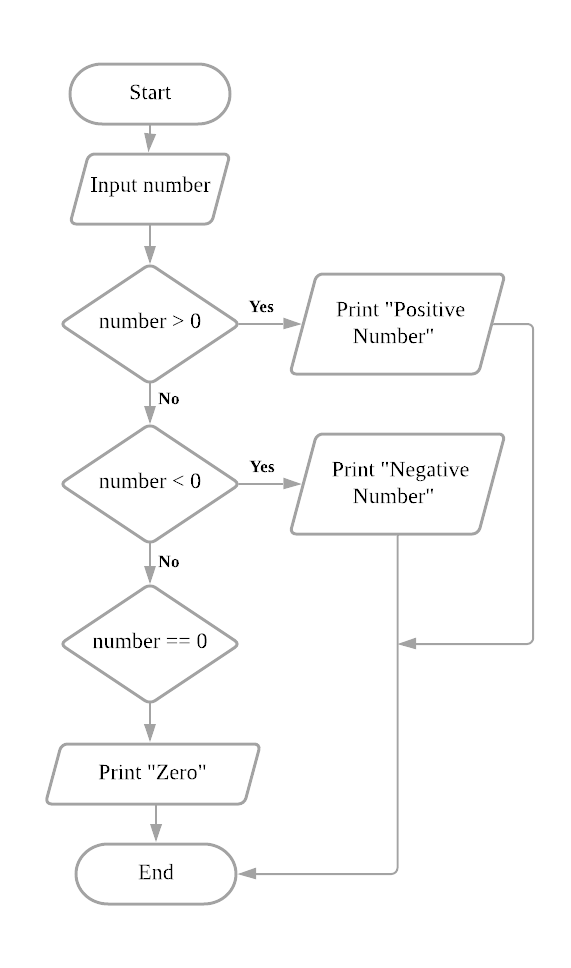 Start
Input number
number > 0
Yes
Print "Positive
Number"
No
number < 0
Yes
Print "Negative
Number"
No
number == 0
Print "Zero"
End